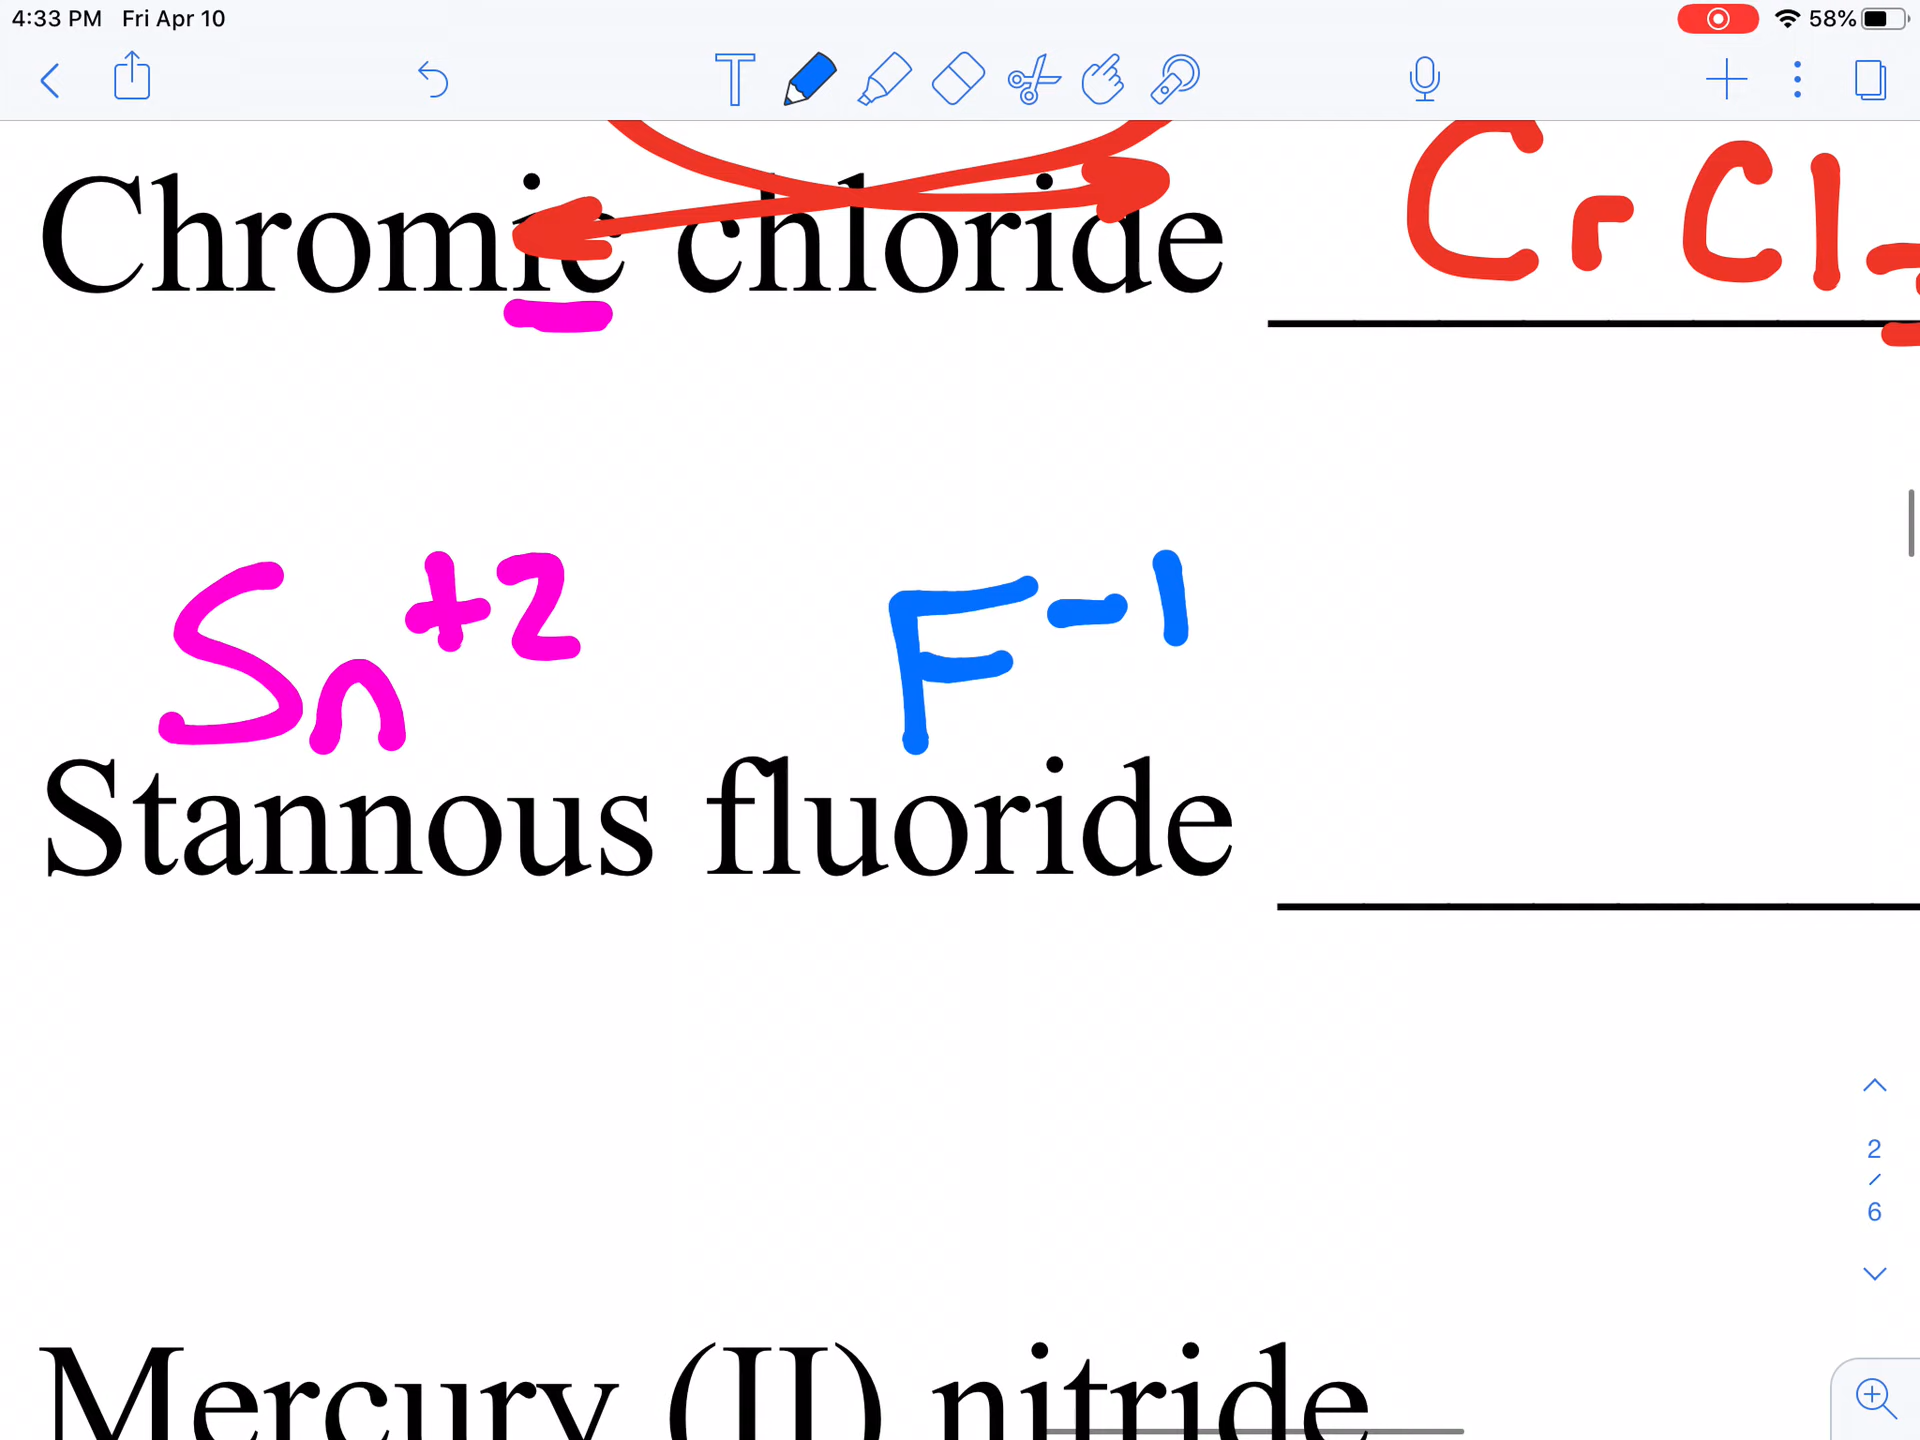 4:33 PM Fri Apr 10 58%
T
Chromic chloride CrCl
Sn+2 F-1
Stannous fluoride
2
/
6
Mercury (II) nitride